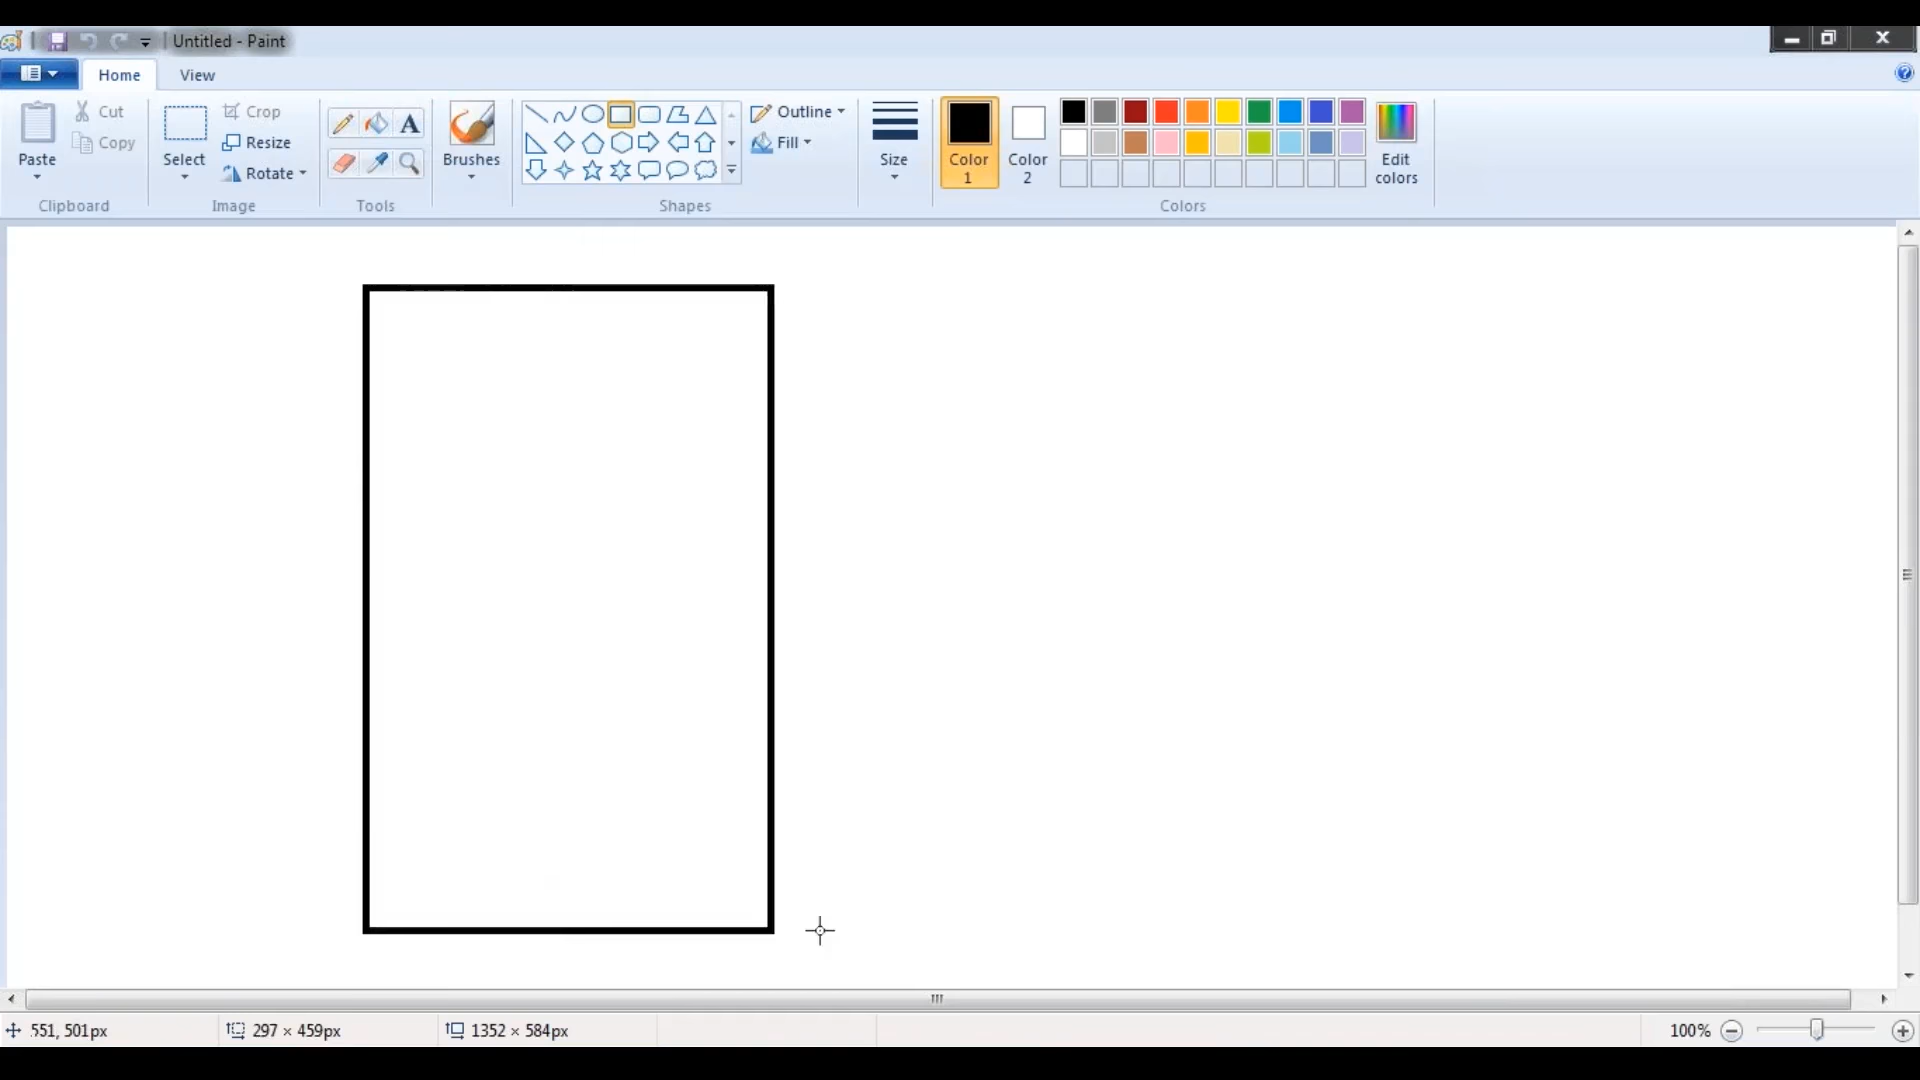 Untitled - Paint
Home
View
Paste
Cut
Copy
Clipboard
Select
Crop
Resize
Rotate
Image
A
Tools
Brushes
Outline
Fill
Shapes
Size
Color 1
Color 2
Edit colors
Colors
551, 501px
297 × 459px
1352 × 584px
100%